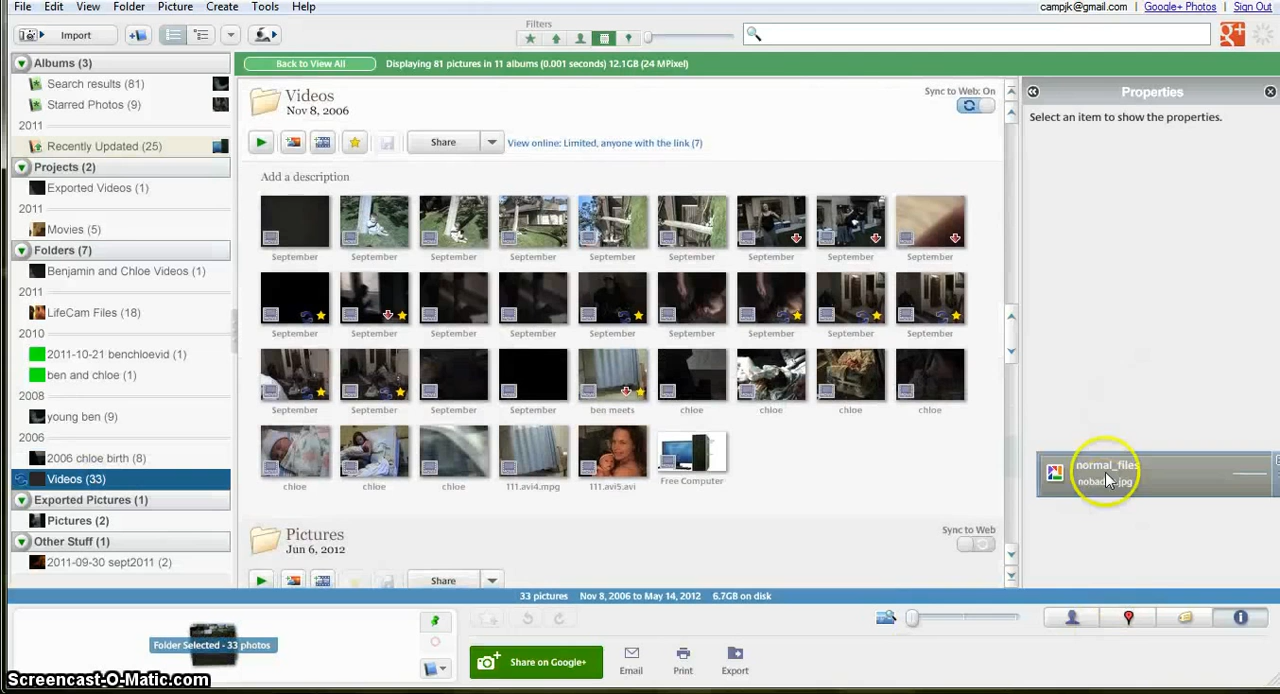 File Edit View Folder Picture Create Tools Help campjk@gmail.com Google+ Photos Sign Out
Import Filters
Albums (3) Back to View All Displaying 81 pictures in 11 albums (0.001 seconds) 12.1GB (24 MPixel)
Search results (81)
Starred Photos (9)
2011
Recently Updated (25)
Projects (2)
Exported Videos (1)
2011
Movies (5)
Folders (7)
Benjamin and Chloe Videos (1)
2011
LifeCam Files (18)
2010
2011-10-21 benchloevid (1)
ben and chloe (1)
2008
young ben (9)
2006
2006 chloe birth (8)
Videos (33)
Exported Pictures (1)
Pictures (2)
Other Stuff (1)
2011-09-30 sept2011 (2)
Videos
Nov 8, 2006
Sync to Web: On
Share View online: Limited, anyone with the link (7)
Add a description
September September September September September September September September September
September September September September September September September September September
September September September September ben meets chloe chloe chloe chloe
chloe chloe chloe 111.avi4.mpg 111.avi5.avi Free Computer
Pictures
Jun 6, 2012
Sync to Web
Share
Properties
Select an item to show the properties.
normal_files
33 pictures Nov 8, 2006 to May 14, 2012 6.7GB on disk
Folder Selected - 33 photos
Share on Google+ Email Print Export
Screencast-O-Matic.com